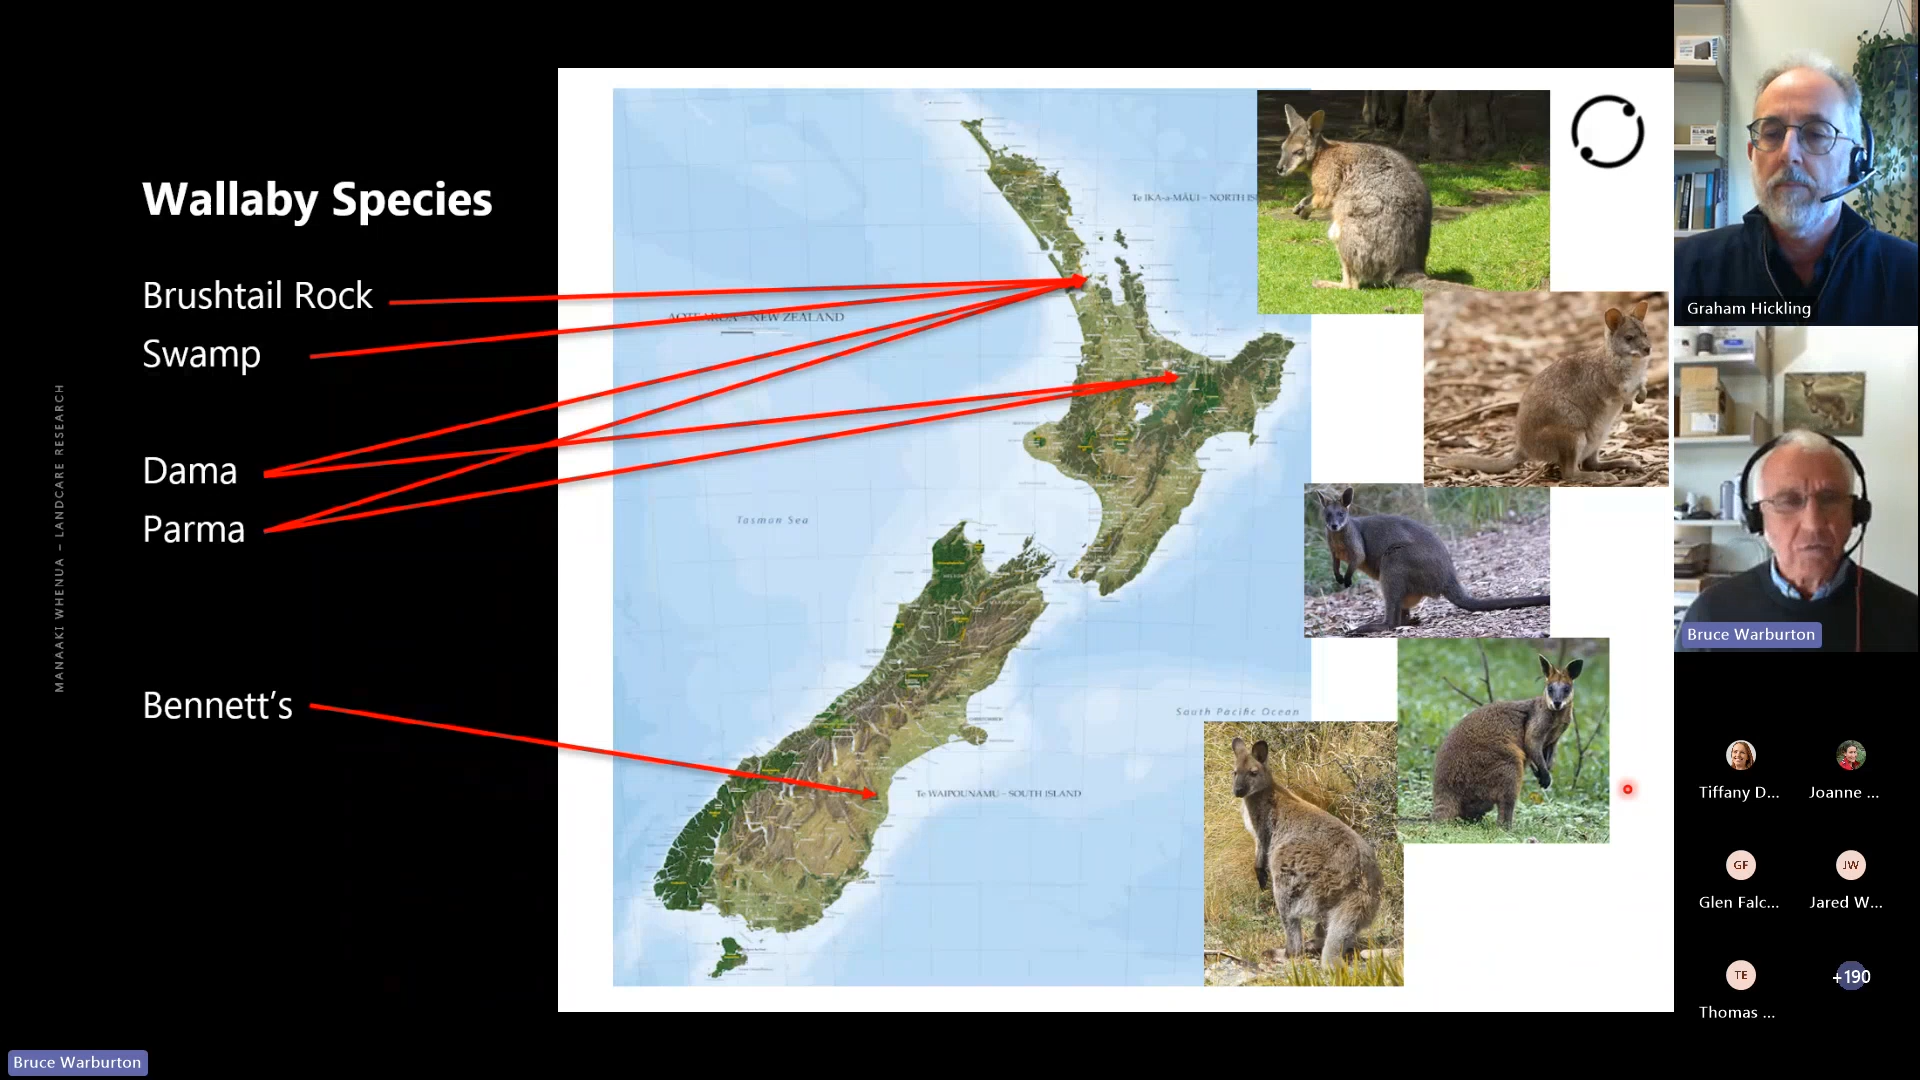 MANAAKI WHENUA – LANDCARE RESEARCH
Wallaby Species
Brushtail Rock
Swamp
Dama
Parma
Bennett’s
Te IKA-a-MĀUI – NORTH IS
AOTEAROA – NEW ZEALAND
Tasman Sea
South Pacific Ocean
Te WAIPOUNAMU – SOUTH ISLAND
Graham Hickling
Bruce Warburton
Tiffany D...
Joanne ...
GF
JW
Glen Falc...
Jared W...
TE
+190
Thomas ...
Bruce Warburton